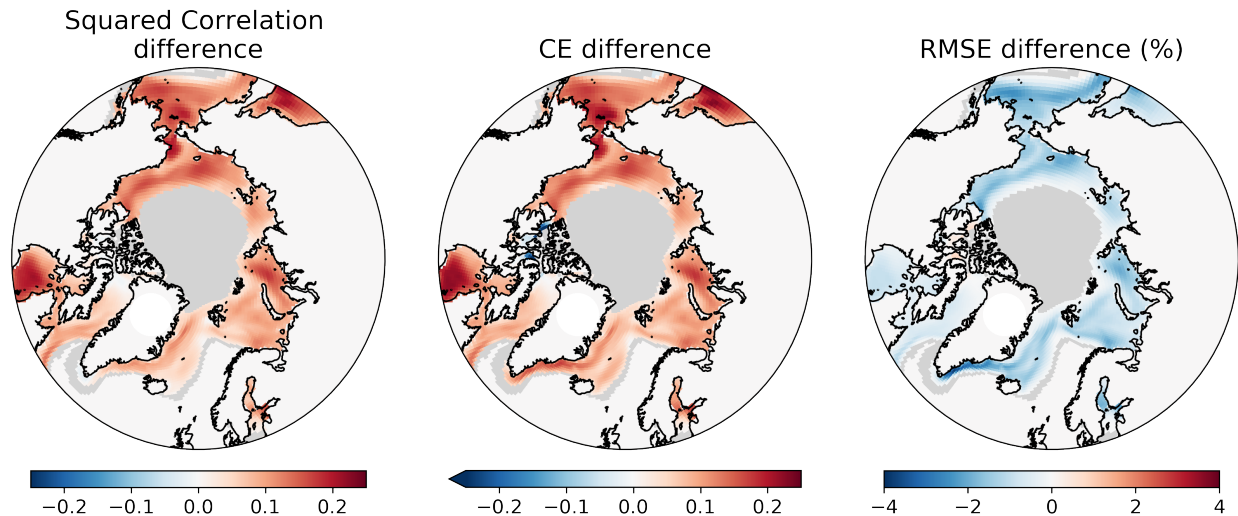 Squared Correlation
difference
CE difference
RMSE difference (%)
−0.2 −0.1 0.0 0.1 0.2
−0.2 −0.1 0.0 0.1 0.2
−4 −2 0 2 4